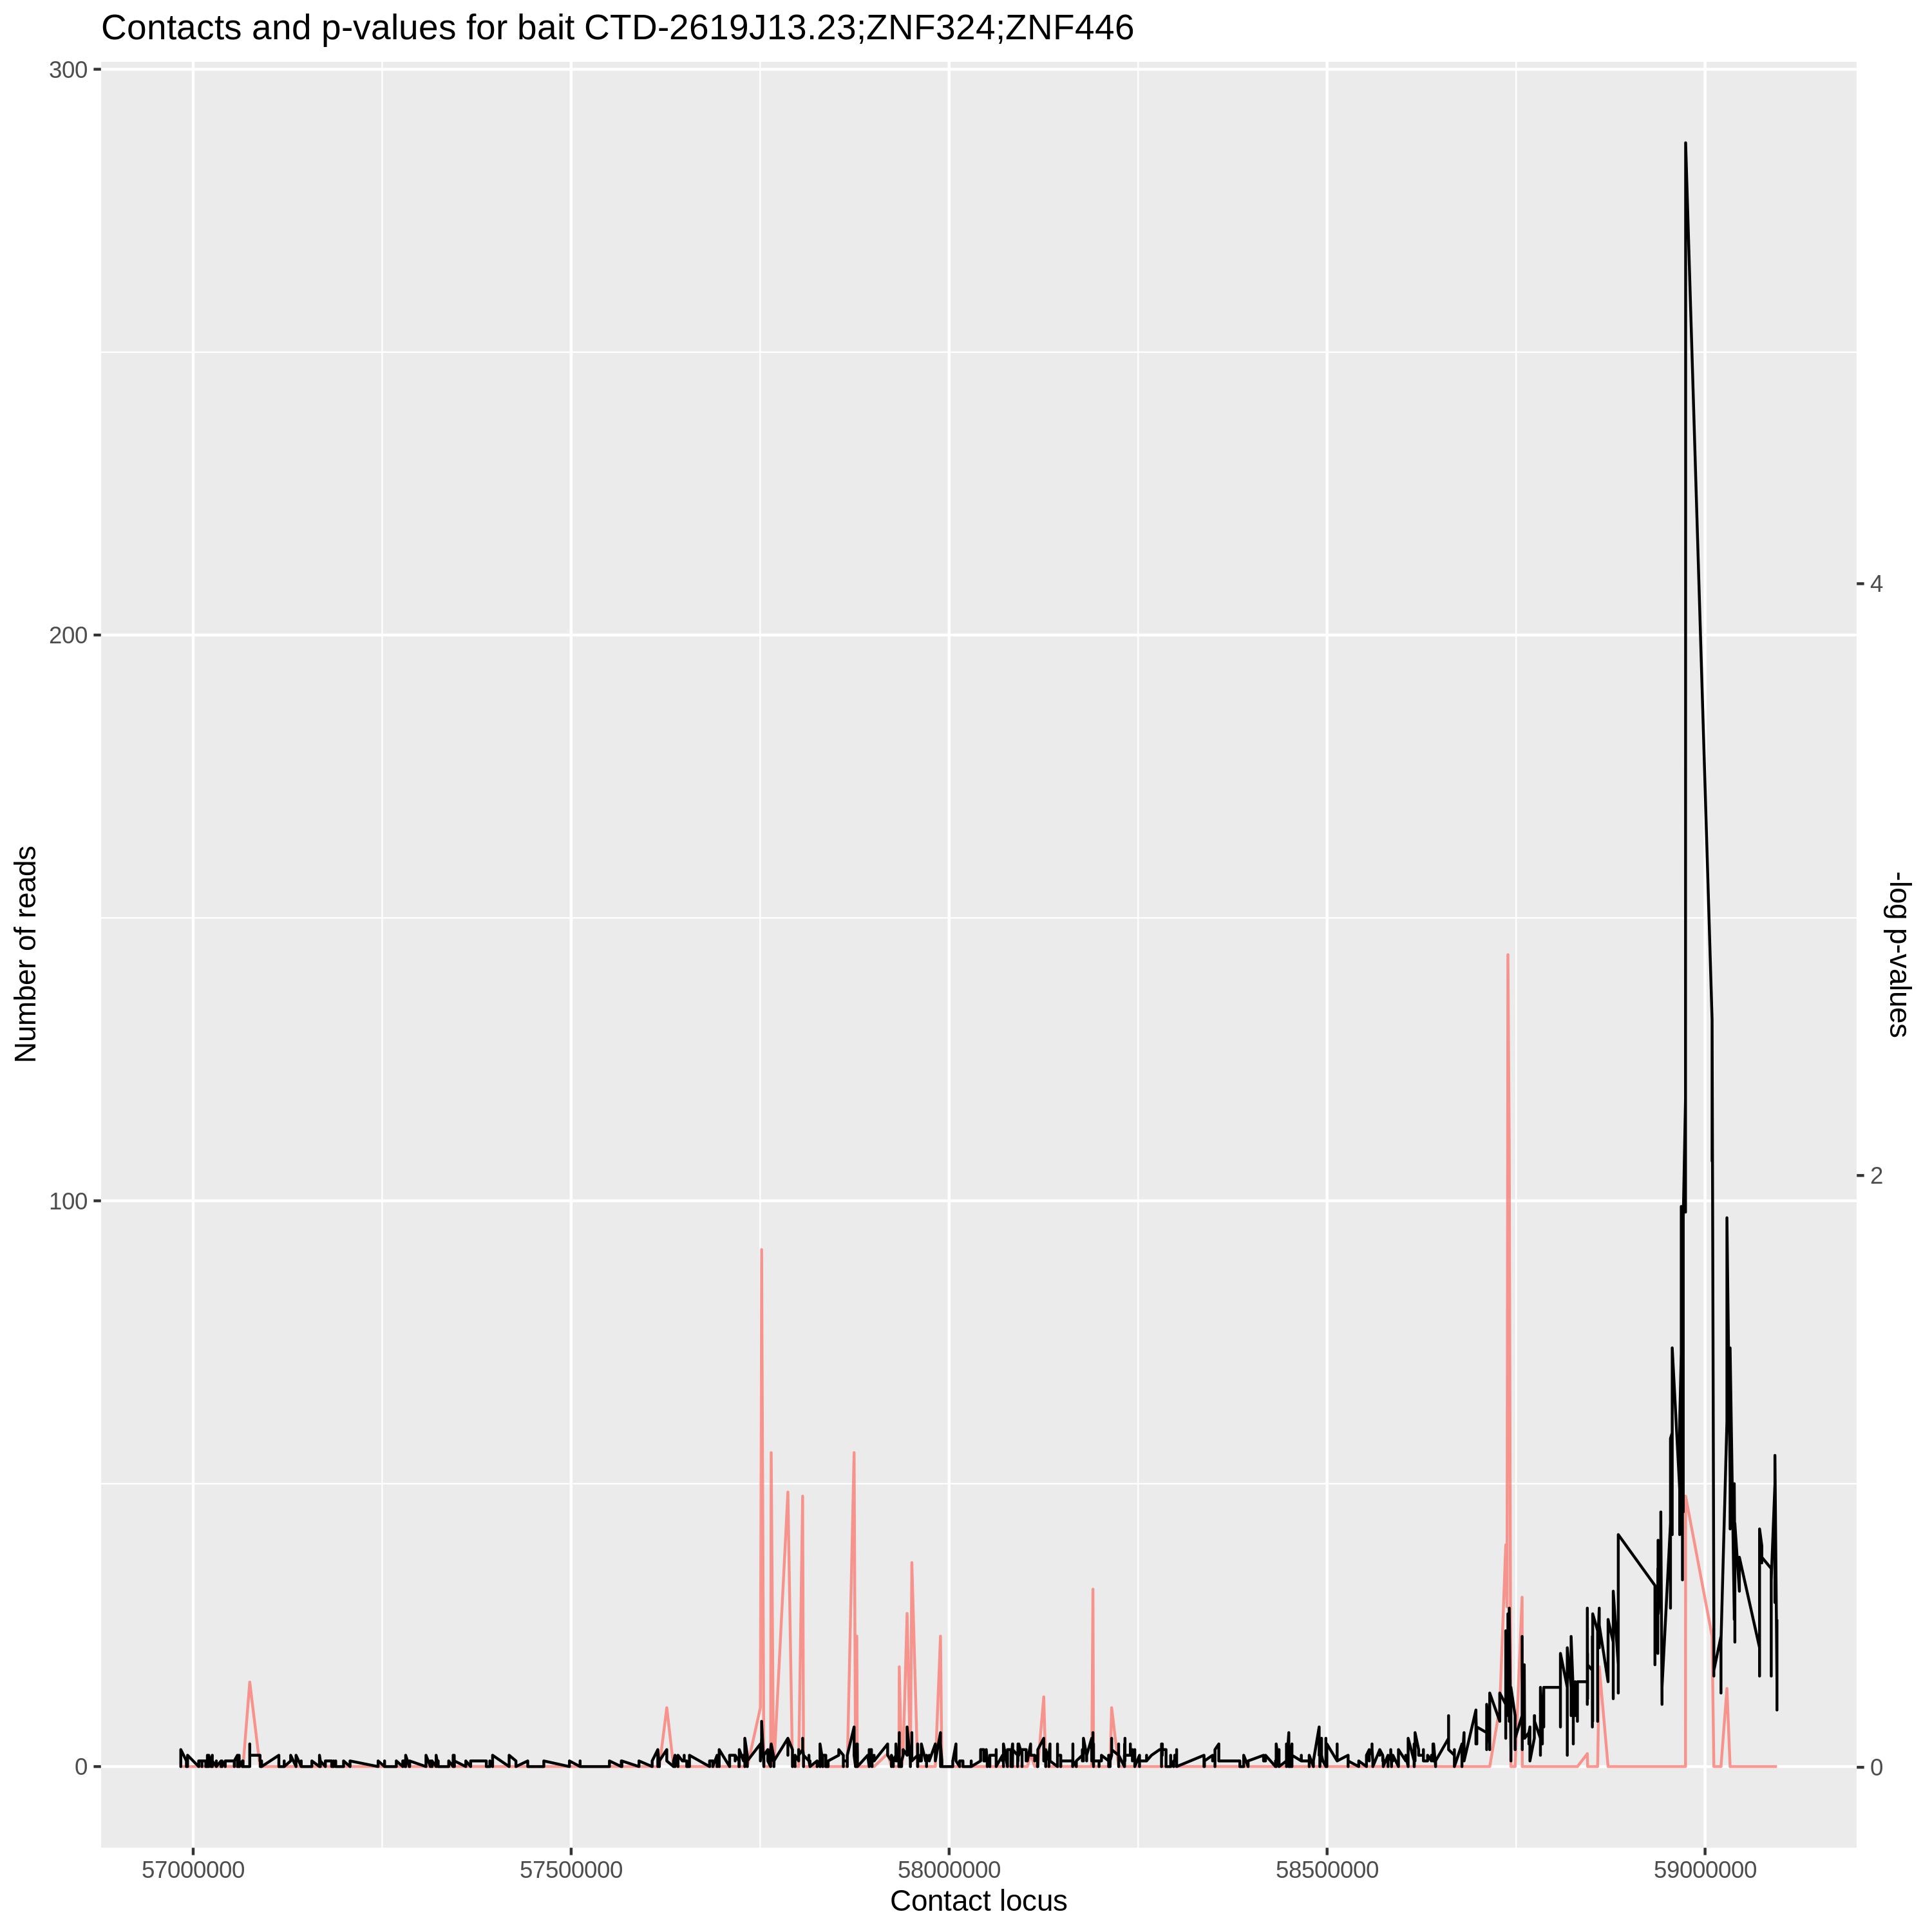 Contacts and p-values for bait CTD-2619J13.23;ZNF324;ZNF446
300
200
100
0
Number of reads
4
2
0
-log p-values
57000000 57500000 58000000 58500000 59000000
Contact locus